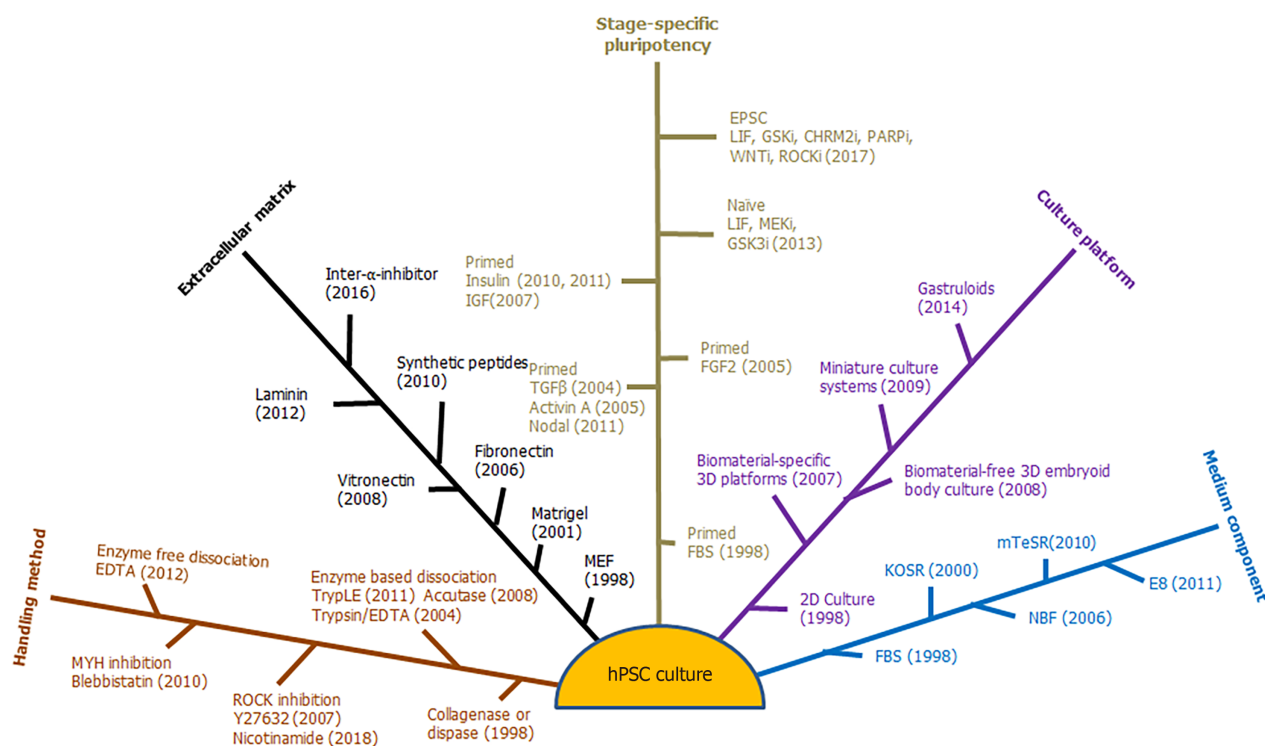 Stage-specific
pluripotency
EPSC
LIF, GSKi, CHRM2i, PARPi,
WNTi, ROCKi (2017)
Naïve
LIF, MEKi,
GSK3i (2013)
Primed
Insulin (2010, 2011)
IGF(2007)
Primed
FGF2 (2005)
Primed
TGFβ (2004)
Activin A (2005)
Nodal (2011)
Primed
FBS (1998)
Extracellular matrix
Inter-α-inhibitor
(2016)
Synthetic peptides
(2010)
Laminin
(2012)
Fibronectin
(2006)
Vitronectin
(2008)
Matrigel
(2001)
MEF
(1998)
Culture platform
Gastruloids
(2014)
Miniature culture
systems (2009)
Biomaterial-specific
3D platforms (2007)
Biomaterial-free 3D embryoid
body culture (2008)
2D Culture
(1998)
Medium component
mTeSR(2010)
E8 (2011)
KOSR (2000)
NBF (2006)
FBS (1998)
Handling method
Enzyme free dissociation
EDTA (2012)
Enzyme based dissociation
TrypLE (2011) Accutase (2008)
Trypsin/EDTA (2004)
MYH inhibition
Blebbistatin (2010)
ROCK inhibition
Y27632 (2007)
Nicotinamide (2018)
Collagenase or
dispase (1998)
hPSC culture